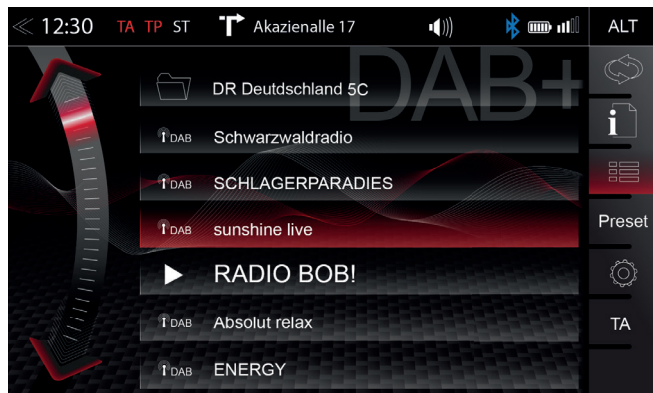 12:30 TA TP ST Akazienalle 17 ALT
DAB+
DR Deutdschland 5C
DAB Schwarzwaldradio
DAB SCHLAGERPARADIES
DAB sunshine live
Preset
RADIO BOB!
DAB Absolut relax
TA
DAB ENERGY